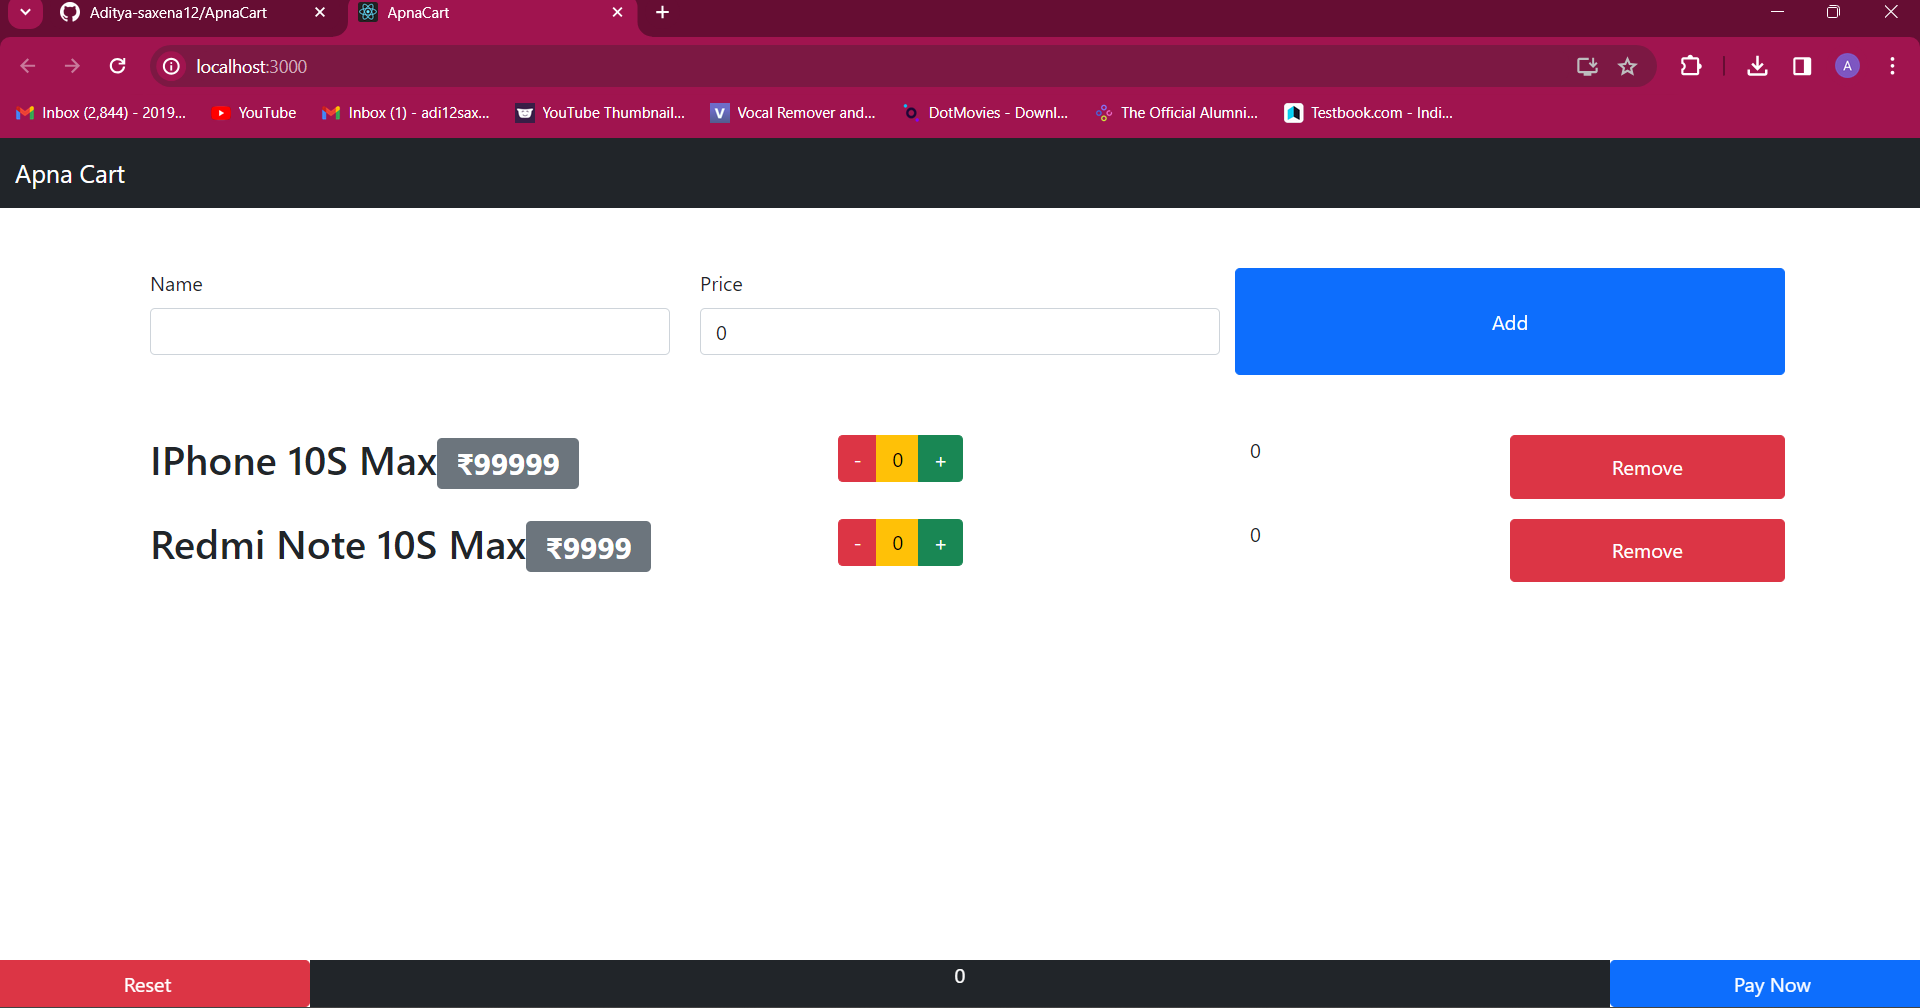 Aditya-saxena12/ApnaCart ApnaCart
localhost:3000 A
Inbox (2,844) - 2019... YouTube Inbox (1) - adi12sax... YouTube Thumbnail... V Vocal Remover and... DotMovies - Downl... The Official Alumni... Testbook.com - Indi...
Apna Cart
Name Price
0 Add
IPhone 10S Max ₹99999 - 0 + 0 Remove
Redmi Note 10S Max ₹9999 - 0 + 0 Remove
Reset 0 Pay Now